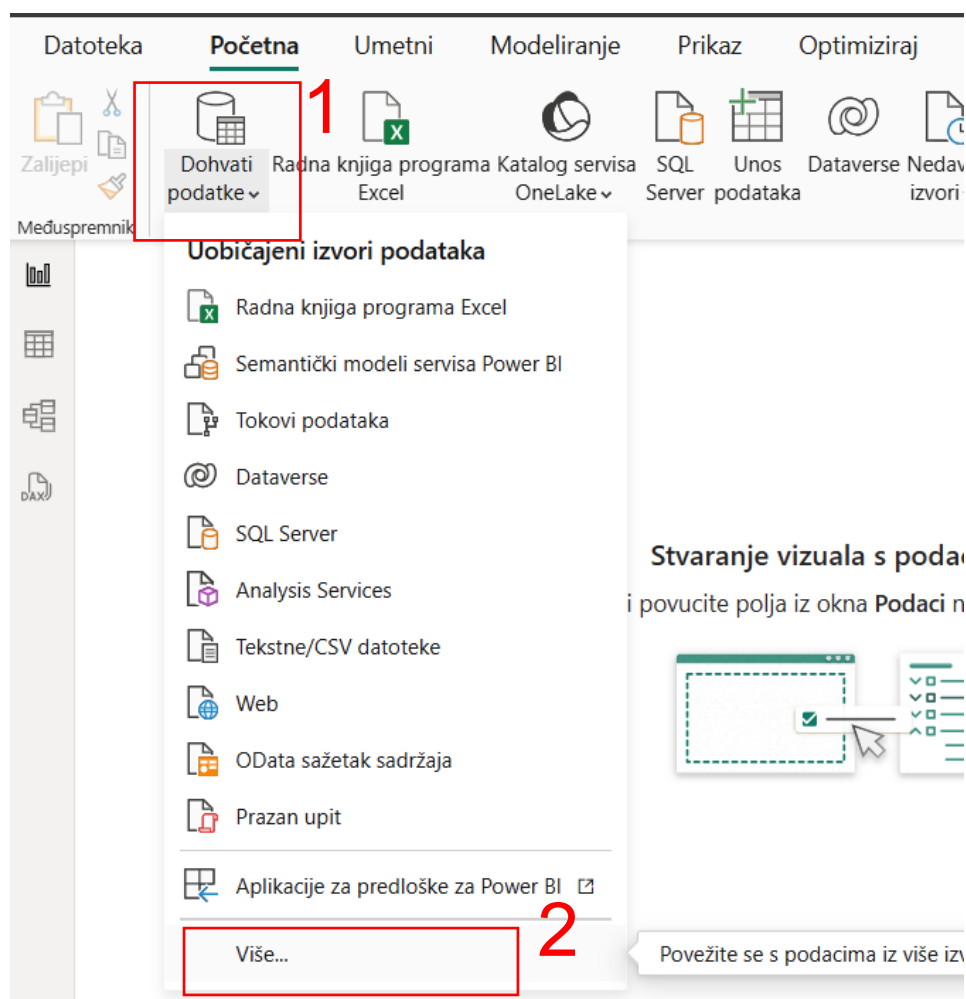 Datoteka Početna Umetni Modeliranje Prikaz Optimiziraj
1
Zalijepi
Dohvati podatke
Radna knjiga programa Excel
Katalog servisa OneLake
SQL Server
Unos podataka
Dataverse
Nedav
izvori
Međuspremnik
Uobičajeni izvori podataka
Radna knjiga programa Excel
Semantički modeli servisa Power BI
Tokovi podataka
Dataverse
SQL Server
Analysis Services
Tekstne/CSV datoteke
Web
OData sažetak sadržaja
Prazan upit
Aplikacije za predloške za Power BI
2
Više...
Povežite se s podacima iz više izv
DAX
Stvaranje vizuala s podac
i povucite polja iz okna Podaci n